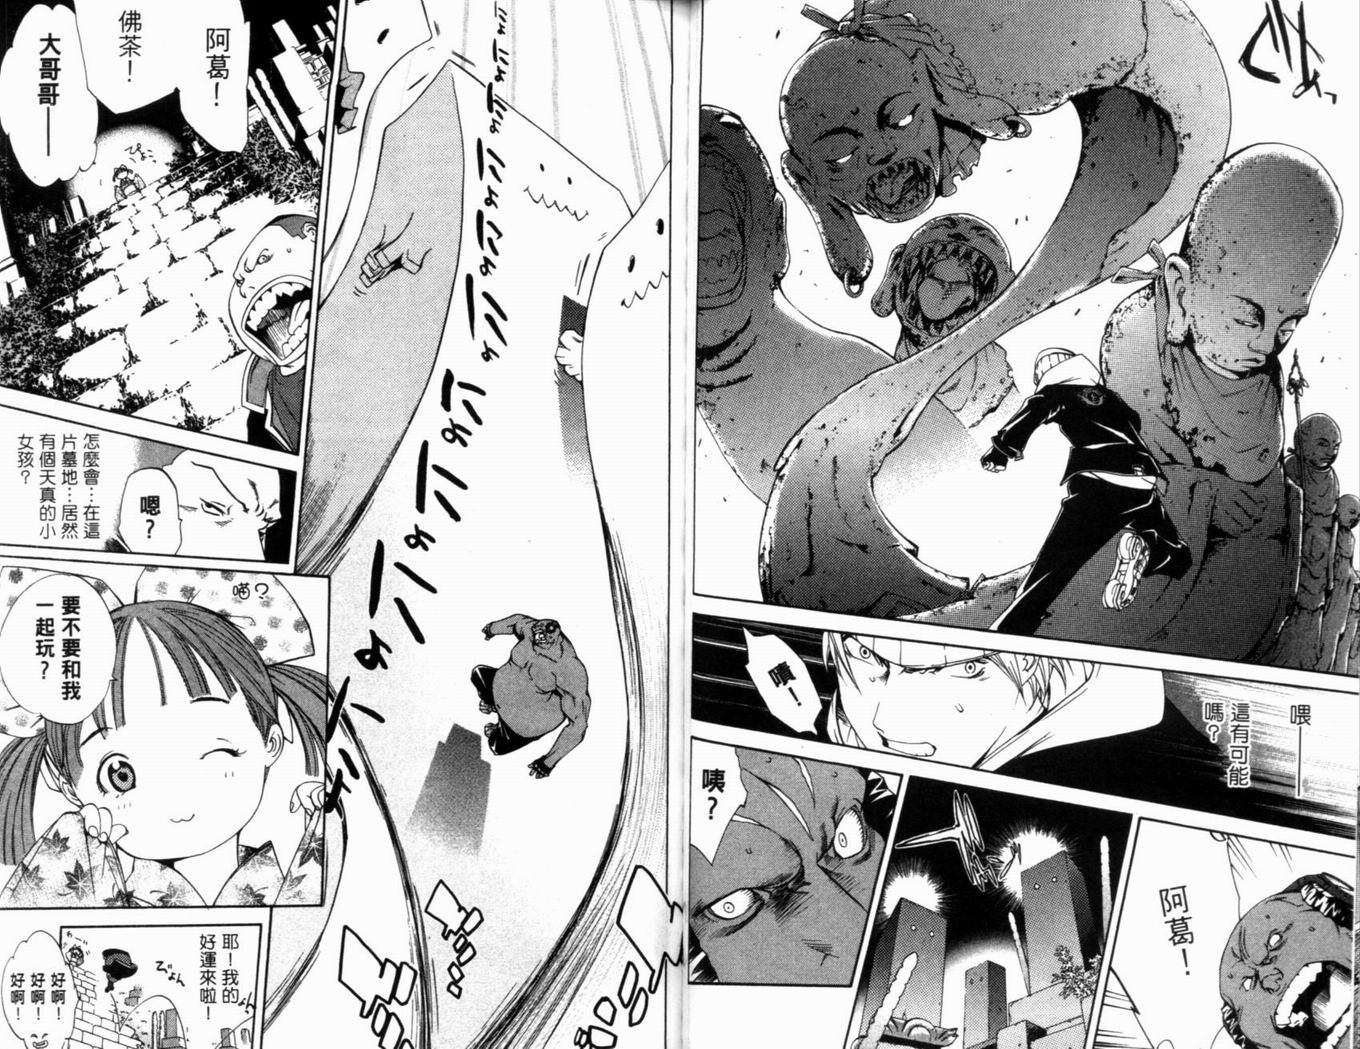 嘖！
喂——
這有可能
嗎？
咦？
阿葛！
阿葛！
佛茶！
大哥哥——
嗯？
怎麼會…在這
片墓地…居然
有個天真的小
女孩？
喵？
要不要和我
一起玩？
耶！我的
好運來啦！
好啊！
好啊！
好啊！